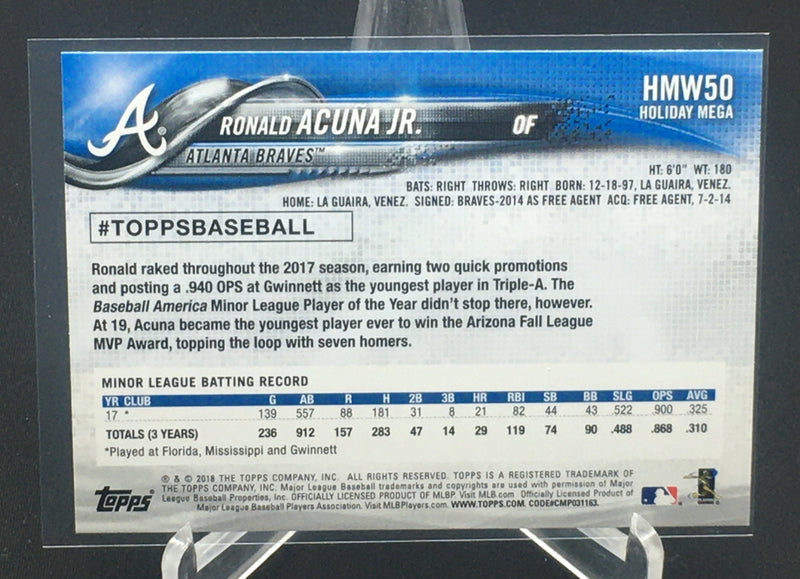 HMW50
HOLIDAY MEGA
A
RONALD ACUÑA JR. OF
ATLANTA BRAVES™
HT: 6'0" WT: 180
BATS: RIGHT THROWS: RIGHT BORN: 12-18-97, LA GUAIRA, VENEZ.
HOME: LA GUAIRA, VENEZ. SIGNED: BRAVES-2014 AS FREE AGENT ACQ: FREE AGENT, 7-2-14
#TOPPSBASEBALL
Ronald raked throughout the 2017 season, earning two quick promotions
and posting a .940 OPS at Gwinnett as the youngest player in Triple-A. The
Baseball America Minor League Player of the Year didn't stop there, however.
At 19, Acuna became the youngest player ever to win the Arizona Fall League
MVP Award, topping the loop with seven homers.
MINOR LEAGUE BATTING RECORD
YR CLUB G AB R H 2B 3B HR RBI SB BB SLG OPS AVG
17 * 139 557 88 181 31 8 21 82 44 43 .522 .900 .325
TOTALS (3 YEARS) 236 912 157 283 47 14 29 119 74 90 .488 .868 .310
*Played at Florida, Mississippi and Gwinnett
Topps
® & © 2018 THE TOPPS COMPANY, INC. ALL RIGHTS RESERVED. TOPPS IS A REGISTERED TRADEMARK OF
THE TOPPS COMPANY, INC. Major League Baseball trademarks and copyrights are used with permission of Major
League Baseball Properties, Inc. OFFICIALLY LICENSED PRODUCT OF MLBP. Visit MLB.com Officially Licensed Product of
Major League Baseball Players Association. Visit MLBPlayers.com. WWW.TOPPS.COM. CODE#CMP031163.